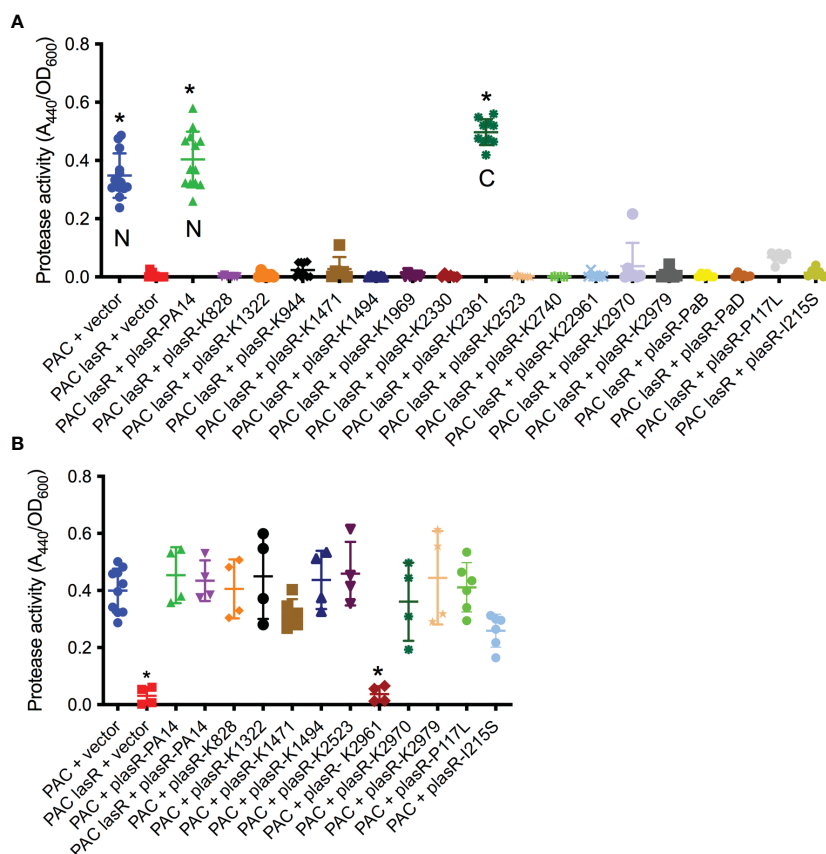 A
Protease activity (A440/OD600)
0.8
0.6
0.4
0.2
0.0
*
*
*
N
N
C
PAC + vector
PAC lasR + vector
PAC lasR + plasR-PA14
PAC lasR + plasR-K828
PAC lasR + plasR-K1322
PAC lasR + plasR-K944
PAC lasR + plasR-K1471
PAC lasR + plasR-K1494
PAC lasR + plasR-K1969
PAC lasR + plasR-K2330
PAC lasR + plasR-K2361
PAC lasR + plasR-K2523
PAC lasR + plasR-K2740
PAC lasR + plasR-K22961
PAC lasR + plasR-K2970
PAC lasR + plasR-K2979
PAC lasR + plasR-PaB
PAC lasR + plasR-PaD
PAC lasR + plasR-P117L
PAC lasR + plasR-I215S
B
Protease activity (A440/OD600)
0.8
0.6
0.4
0.2
0.0
*
*
PAC + vector
PAC lasR + vector
PAC + plasR-PA14
PAC lasR + plasR-PA14
PAC + plasR-K828
PAC + plasR-K1322
PAC + plasR-K1471
PAC + plasR-K1494
PAC + plasR-K2523
PAC + plasR- K2961
PAC + plasR-K2970
PAC + plasR-K2979
PAC + plasR-P117L
PAC + plasR-I215S